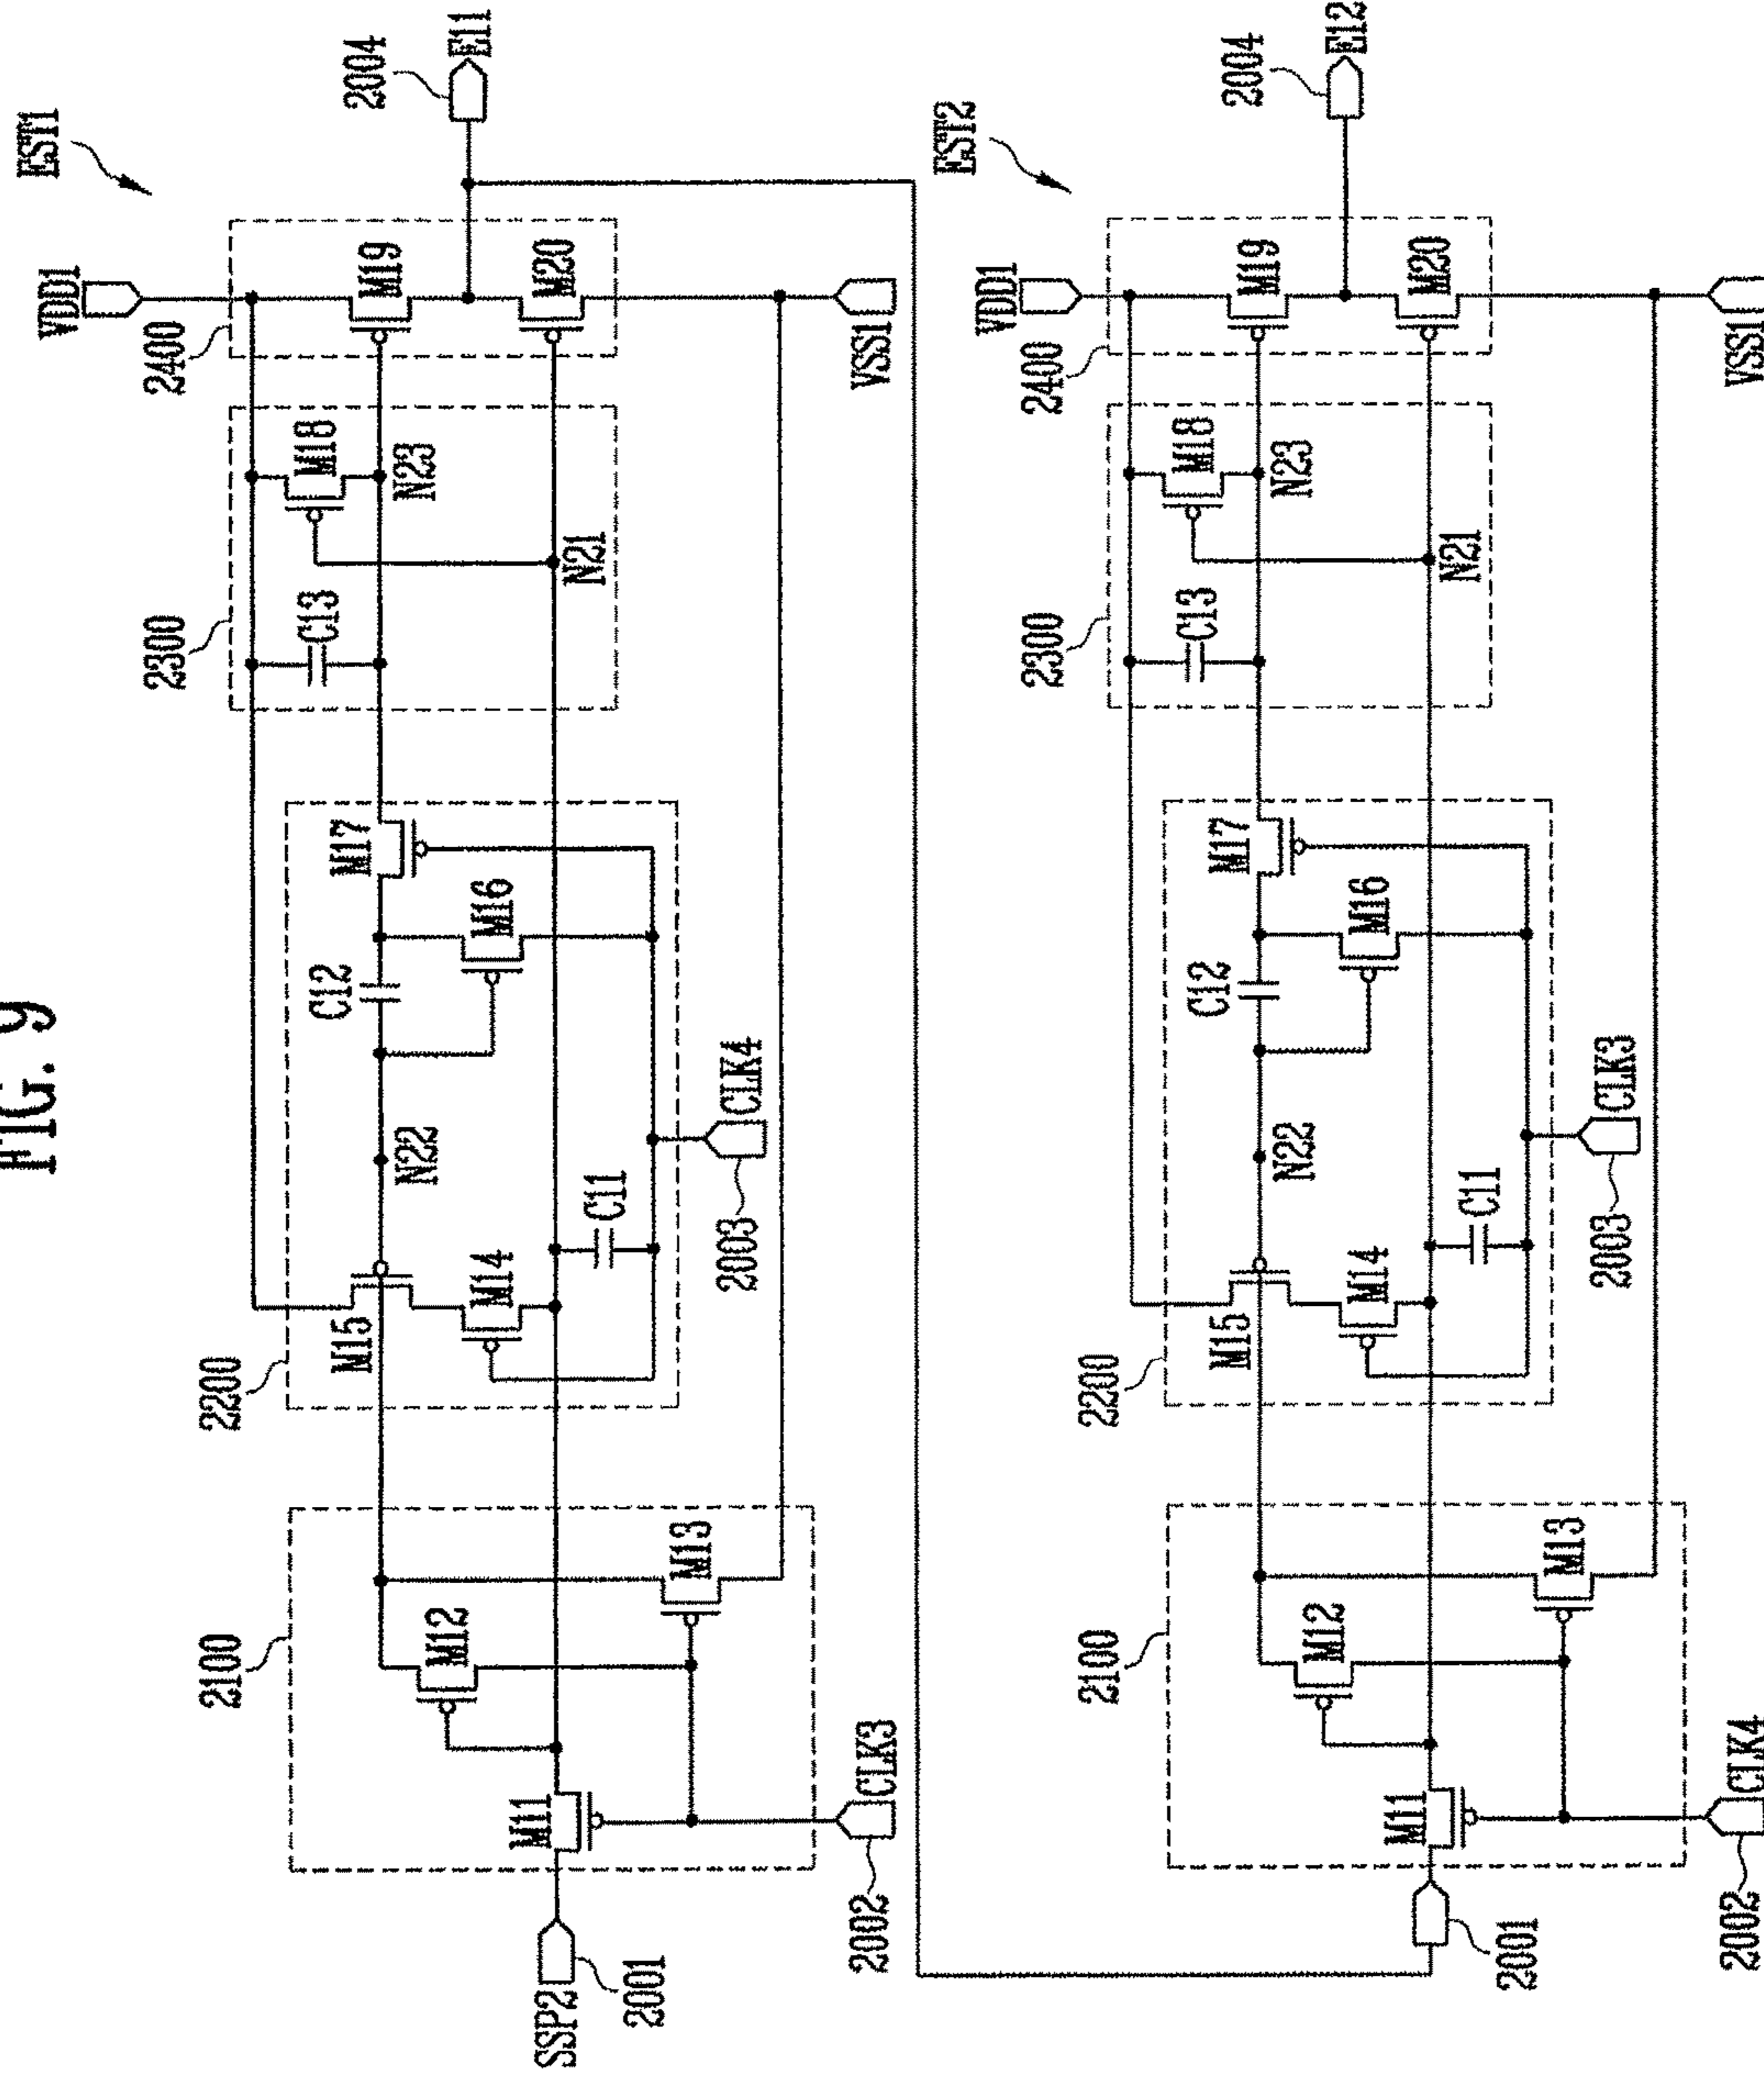 FIG. 9
EST1
VDD1
2400
2300
2200
2100
M19
M20
2004
E11
M18
N23
N21
C13
VSS1
M17
M16
C12
N22
M15
M14
C11
CLK4
2003
M12
M13
M11
SSP2
2001
CLK3
2002
EST2
VDD1
2400
2300
2200
2100
M19
M20
2004
E12
M18
N23
N21
C13
VSS1
M17
M16
C12
N22
M15
M14
C11
CLK3
2003
M12
M13
M11
2001
CLK4
2002